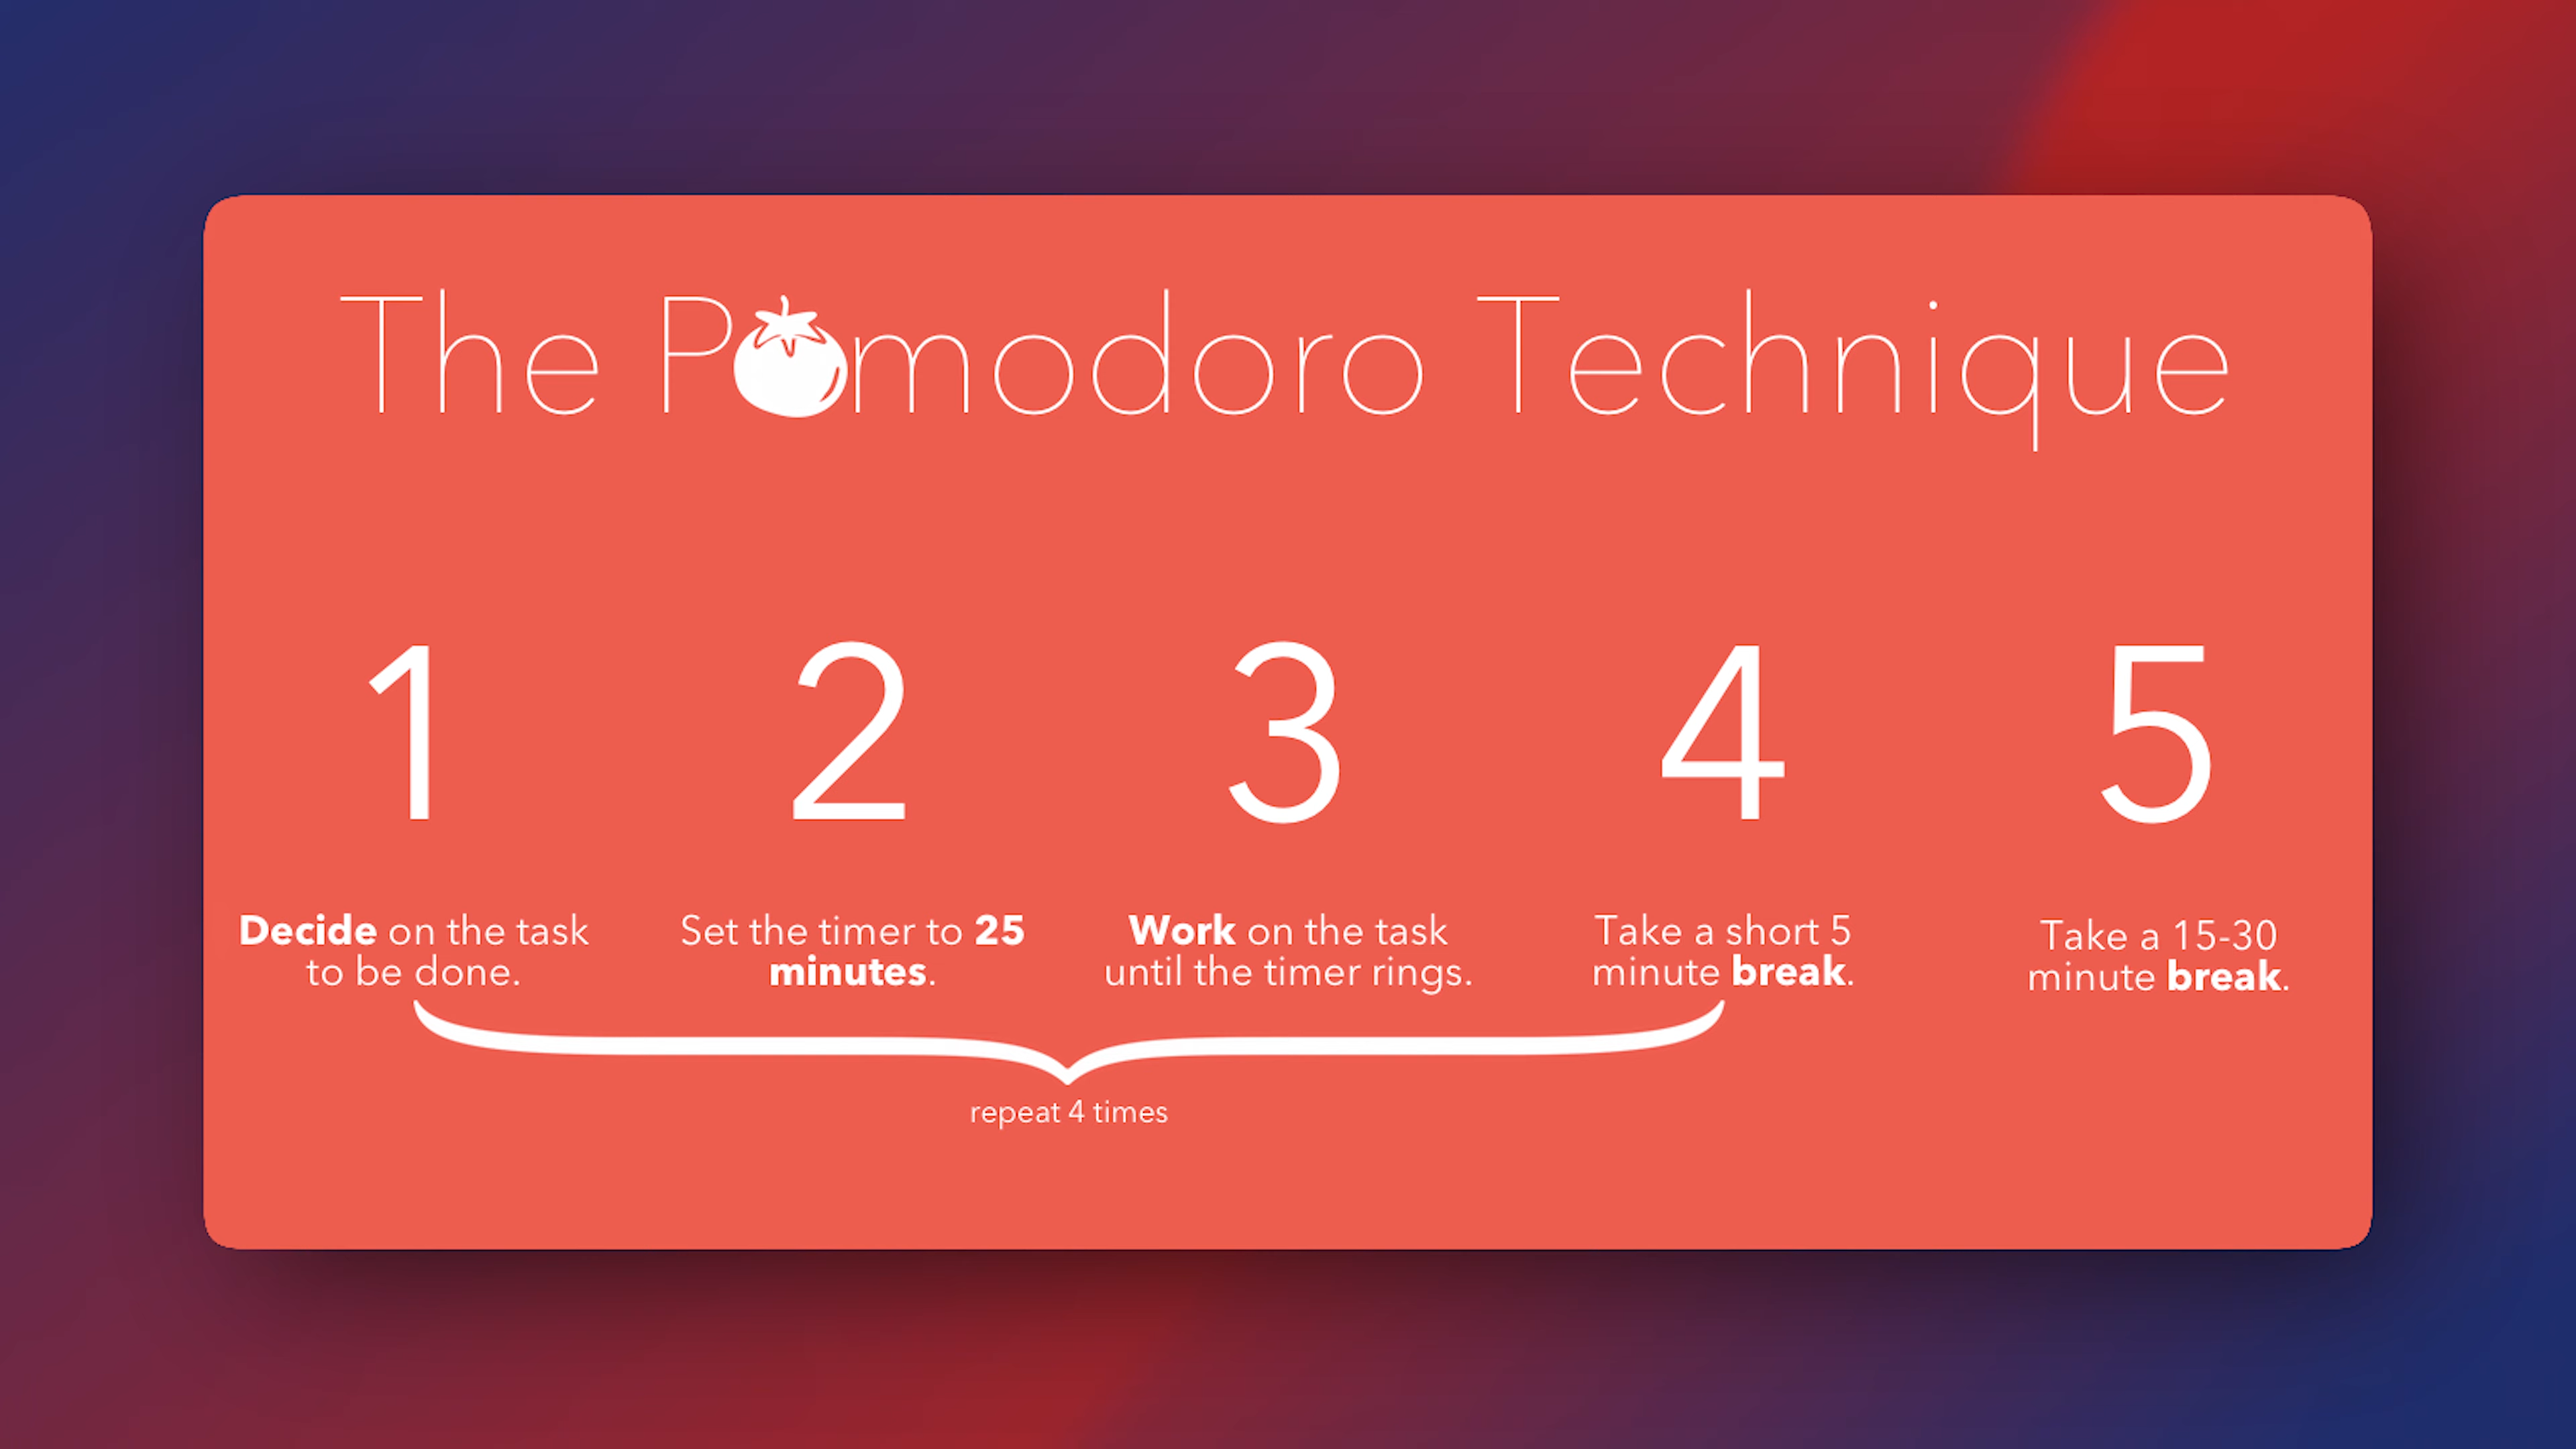 The Pomodoro Technique
1
2
3
4
5
Decide on the task
to be done.
Set the timer to 25
minutes.
Work on the task
until the timer rings.
Take a short 5
minute break.
Take a 15-30
minute break.
repeat 4 times